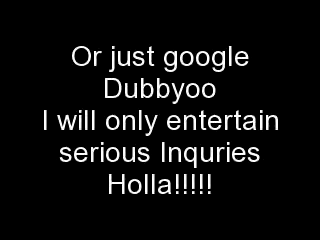 Or just google
Dubbyoo
I will only entertain
serious Inquries
Holla!!!!!